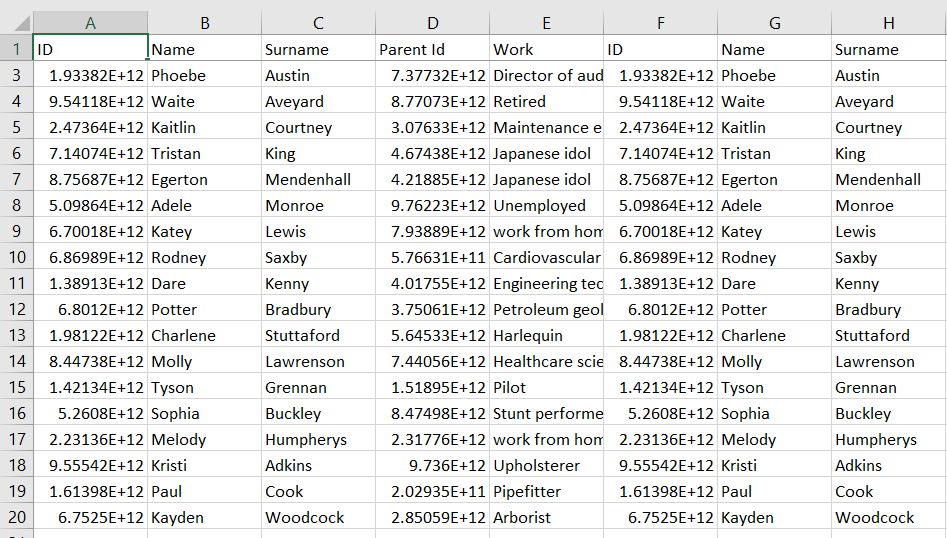 A B C D E F G H
1 ID Name Surname Parent Id Work ID Name Surname
3 1.93382E+12 Phoebe Austin 7.37732E+12 Director of aud 1.93382E+12 Phoebe Austin
4 9.54118E+12 Waite Aveyard 8.77073E+12 Retired 9.54118E+12 Waite Aveyard
5 2.47364E+12 Kaitlin Courtney 3.07633E+12 Maintenance e 2.47364E+12 Kaitlin Courtney
6 7.14074E+12 Tristan King 4.67438E+12 Japanese idol 7.14074E+12 Tristan King
7 8.75687E+12 Egerton Mendenhall 4.21885E+12 Japanese idol 8.75687E+12 Egerton Mendenhall
8 5.09864E+12 Adele Monroe 9.76223E+12 Unemployed 5.09864E+12 Adele Monroe
9 6.70018E+12 Katey Lewis 7.93889E+12 work from hom 6.70018E+12 Katey Lewis
10 6.86989E+12 Rodney Saxby 5.76631E+11 Cardiovascular 6.86989E+12 Rodney Saxby
11 1.38913E+12 Dare Kenny 4.01755E+12 Engineering tec 1.38913E+12 Dare Kenny
12 6.8012E+12 Potter Bradbury 3.75061E+12 Petroleum geol 6.8012E+12 Potter Bradbury
13 1.98122E+12 Charlene Stuttaford 5.64533E+12 Harlequin 1.98122E+12 Charlene Stuttaford
14 8.44738E+12 Molly Lawrenson 7.44056E+12 Healthcare scie 8.44738E+12 Molly Lawrenson
15 1.42134E+12 Tyson Grennan 1.51895E+12 Pilot 1.42134E+12 Tyson Grennan
16 5.2608E+12 Sophia Buckley 8.47498E+12 Stunt performe 5.2608E+12 Sophia Buckley
17 2.23136E+12 Melody Humpherys 2.31776E+12 work from hom 2.23136E+12 Melody Humpherys
18 9.55542E+12 Kristi Adkins 9.736E+12 Upholsterer 9.55542E+12 Kristi Adkins
19 1.61398E+12 Paul Cook 2.02935E+11 Pipefitter 1.61398E+12 Paul Cook
20 6.7525E+12 Kayden Woodcock 2.85059E+12 Arborist 6.7525E+12 Kayden Woodcock